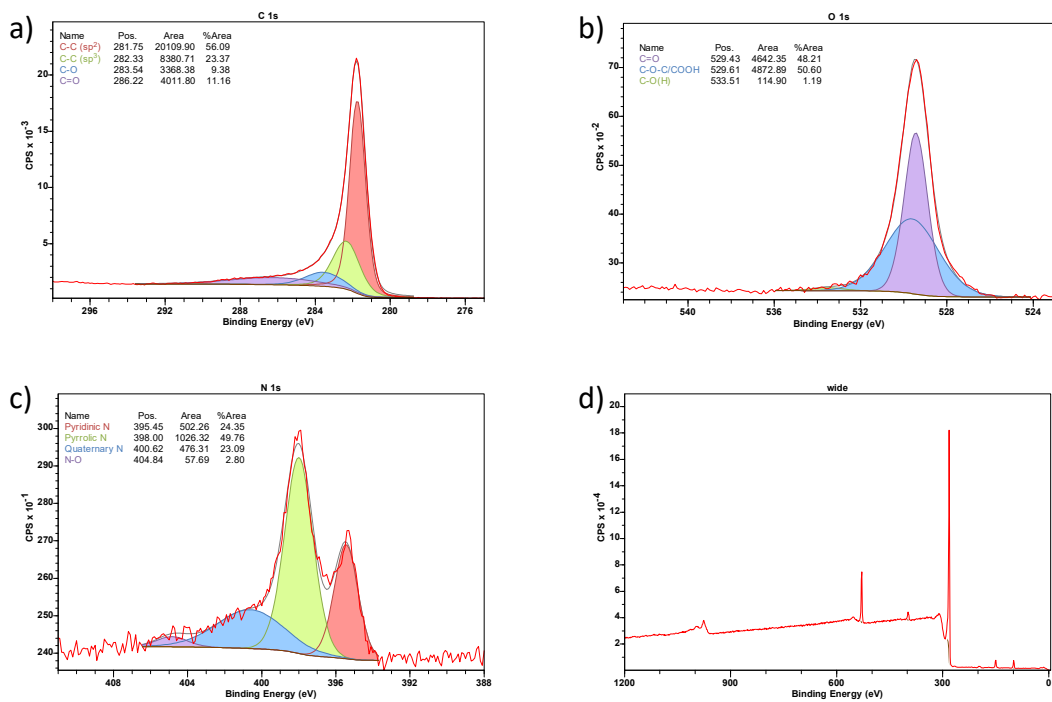 a)
C 1s
Name Pos. Area %Area
C-C (sp²) 281.75 20109.90 56.09
C-C (sp³) 282.33 8380.71 23.37
C-O 283.54 3368.38 9.38
C=O 286.22 4011.80 11.16
CPS x 10⁻³
20
15
10
5
296 292 288 284 280 276
Binding Energy (eV)
b)
O 1s
Name Pos. Area %Area
C=O 529.43 4642.35 48.21
C-O-C/COOH 529.61 4872.89 50.60
C-O(H) 533.51 114.90 1.19
CPS x 10⁻²
70
60
50
40
30
540 536 532 528 524
Binding Energy (eV)
c)
N 1s
Name Pos. Area %Area
Pyridinic N 395.45 502.26 24.35
Pyrrolic N 398.00 1026.32 49.76
Quaternary N 400.62 476.31 23.09
N-O 404.84 57.69 2.80
CPS x 10⁻¹
300
290
280
270
260
250
240
408 404 400 396 392 388
Binding Energy (eV)
d)
wide
CPS x 10⁻⁴
20
18
16
14
12
10
8
6
4
2
1200 900 600 300 0
Binding Energy (eV)